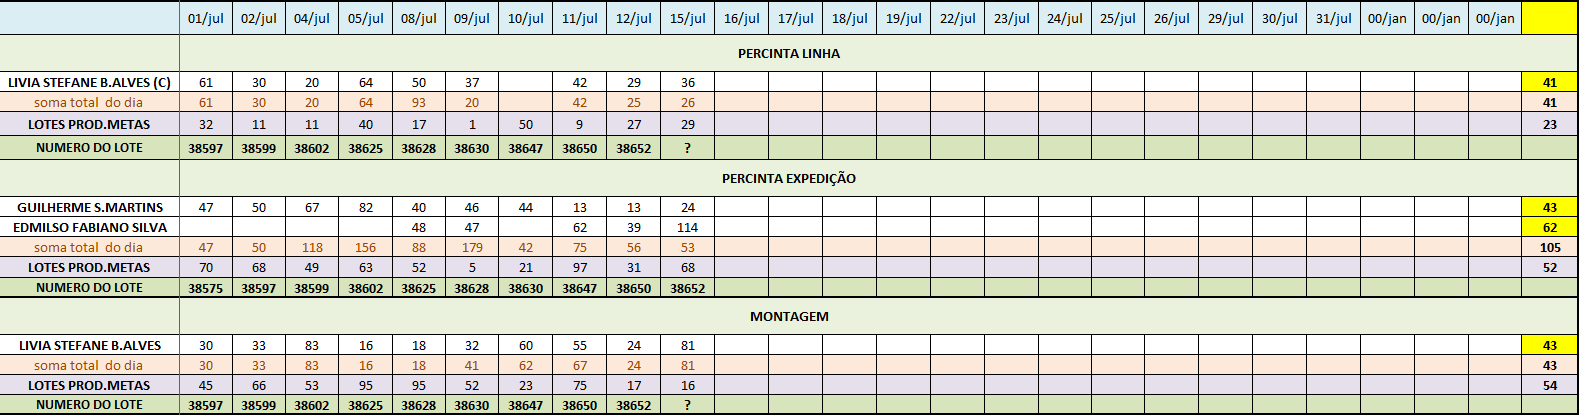 01/jul 02/jul 04/jul 05/jul 08/jul 09/jul 10/jul 11/jul 12/jul 15/jul 16/jul 17/jul 18/jul 19/jul 22/jul 23/jul 24/jul 25/jul 26/jul 29/jul 30/jul 31/jul 00/jan 00/jan 00/jan
PERCINTA LINHA
LIVIA STEFANE B.ALVES (C) 61 30 20 64 50 37 42 29 36 41
soma total do dia 61 30 20 64 93 20 42 25 26 41
LOTES PROD.METAS 32 11 11 40 17 1 50 9 27 29 23
NUMERO DO LOTE 38597 38599 38602 38625 38628 38630 38647 38650 38652 ?
PERCINTA EXPEDIÇÃO
GUILHERME S.MARTINS 47 50 67 82 40 46 44 13 13 24 43
EDMILSO FABIANO SILVA 48 47 62 39 114 62
soma total do dia 47 50 118 156 88 179 42 75 56 53 105
LOTES PROD.METAS 70 68 49 63 52 5 21 97 31 68 52
NUMERO DO LOTE 38575 38597 38599 38602 38625 38628 38630 38647 38650 38652
MONTAGEM
LIVIA STEFANE B.ALVES 30 33 83 16 18 32 60 55 24 81 43
soma total do dia 30 33 83 16 18 41 62 67 24 81 43
LOTES PROD.METAS 45 66 53 95 95 52 23 75 17 16 54
NUMERO DO LOTE 38597 38599 38602 38625 38628 38630 38647 38650 38652 ?